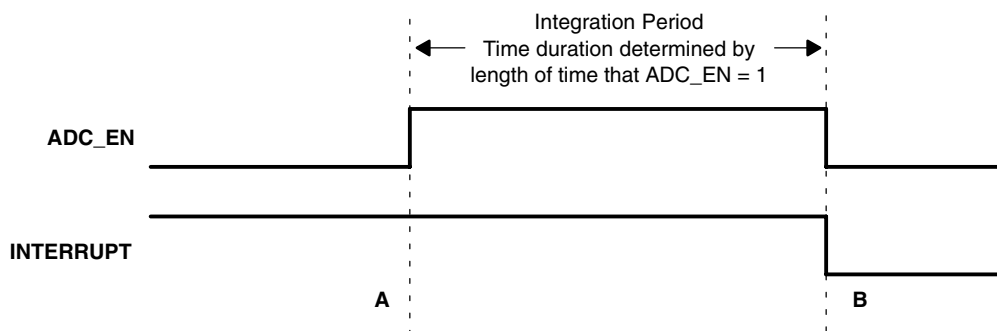 Integration Period
Time duration determined by
length of time that ADC_EN = 1
ADC_EN
INTERRUPT
A
B